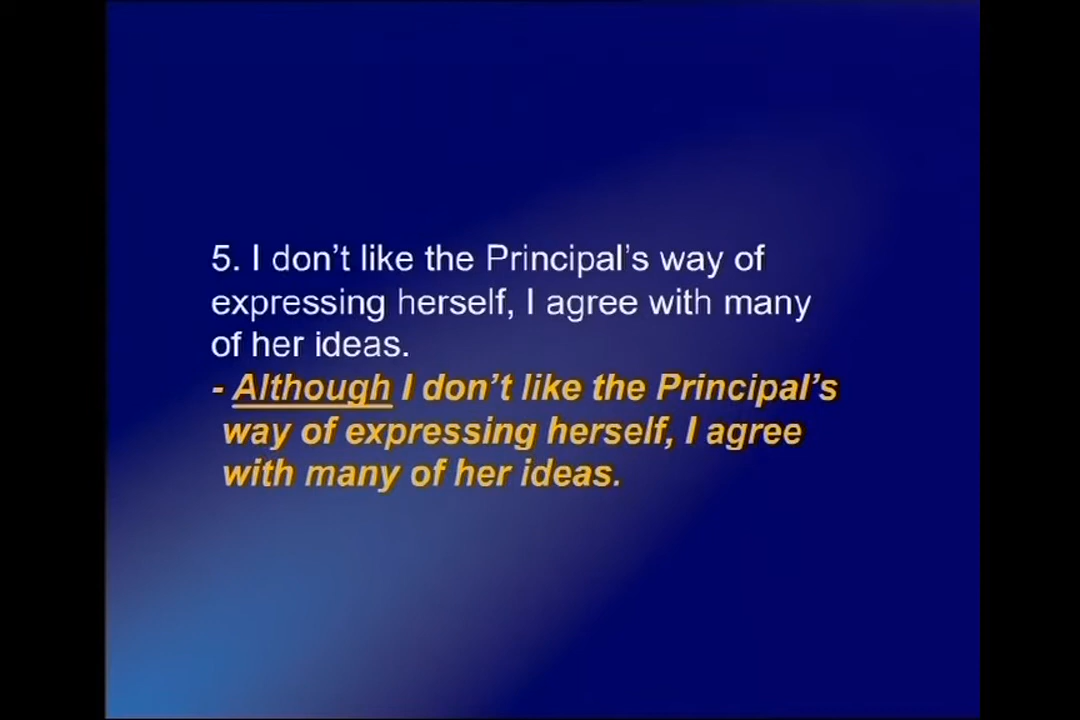 5. I don’t like the Principal’s way of
expressing herself, I agree with many
of her ideas.
- Although I don’t like the Principal’s
way of expressing herself, I agree
with many of her ideas.